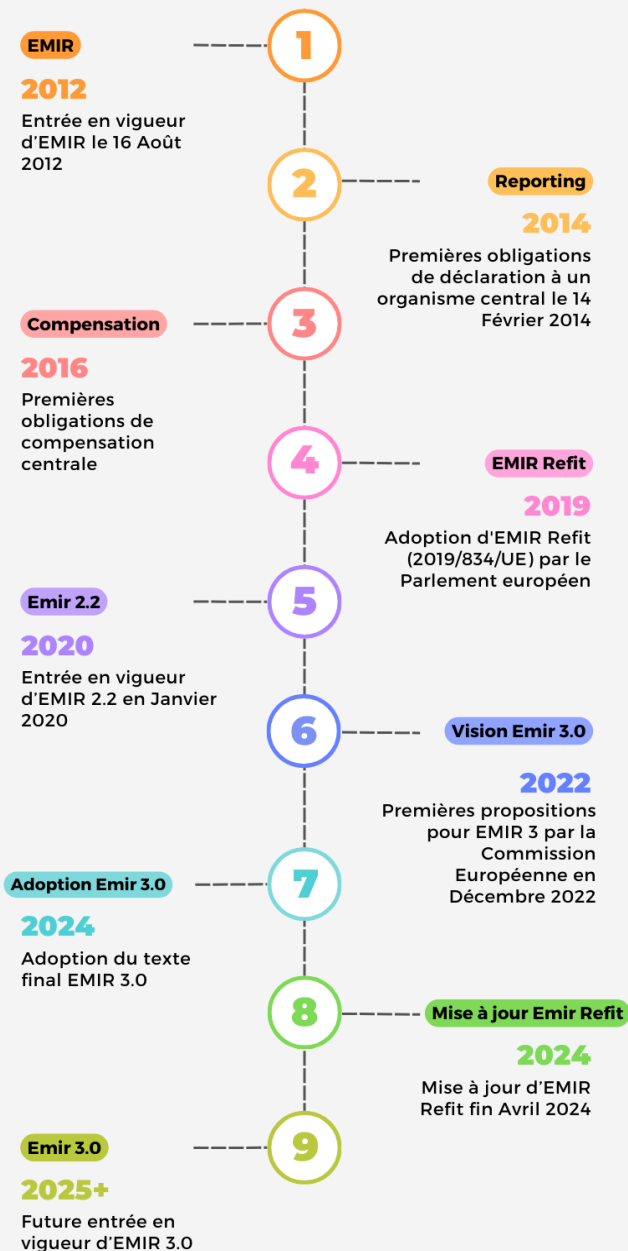 1
EMIR
2012
Entrée en vigueur
d'EMIR le 16 Août
2012
2
Reporting
2014
Premières obligations
de déclaration à un
organisme central le 14
Février 2014
3
Compensation
2016
Premières
obligations de
compensation
centrale
4
EMIR Refit
2019
Adoption d'EMIR Refit
(2019/834/UE) par le
Parlement européen
5
Emir 2.2
2020
Entrée en vigueur
d'EMIR 2.2 en Janvier
2020
6
Vision Emir 3.0
2022
Premières propositions
pour EMIR 3 par la
Commission
Européenne en
Décembre 2022
7
Adoption Emir 3.0
2024
Adoption du texte
final EMIR 3.0
8
Mise à jour Emir Refit
2024
Mise à jour d'EMIR
Refit fin Avril 2024
9
Emir 3.0
2025+
Future entrée en
vigueur d'EMIR 3.0